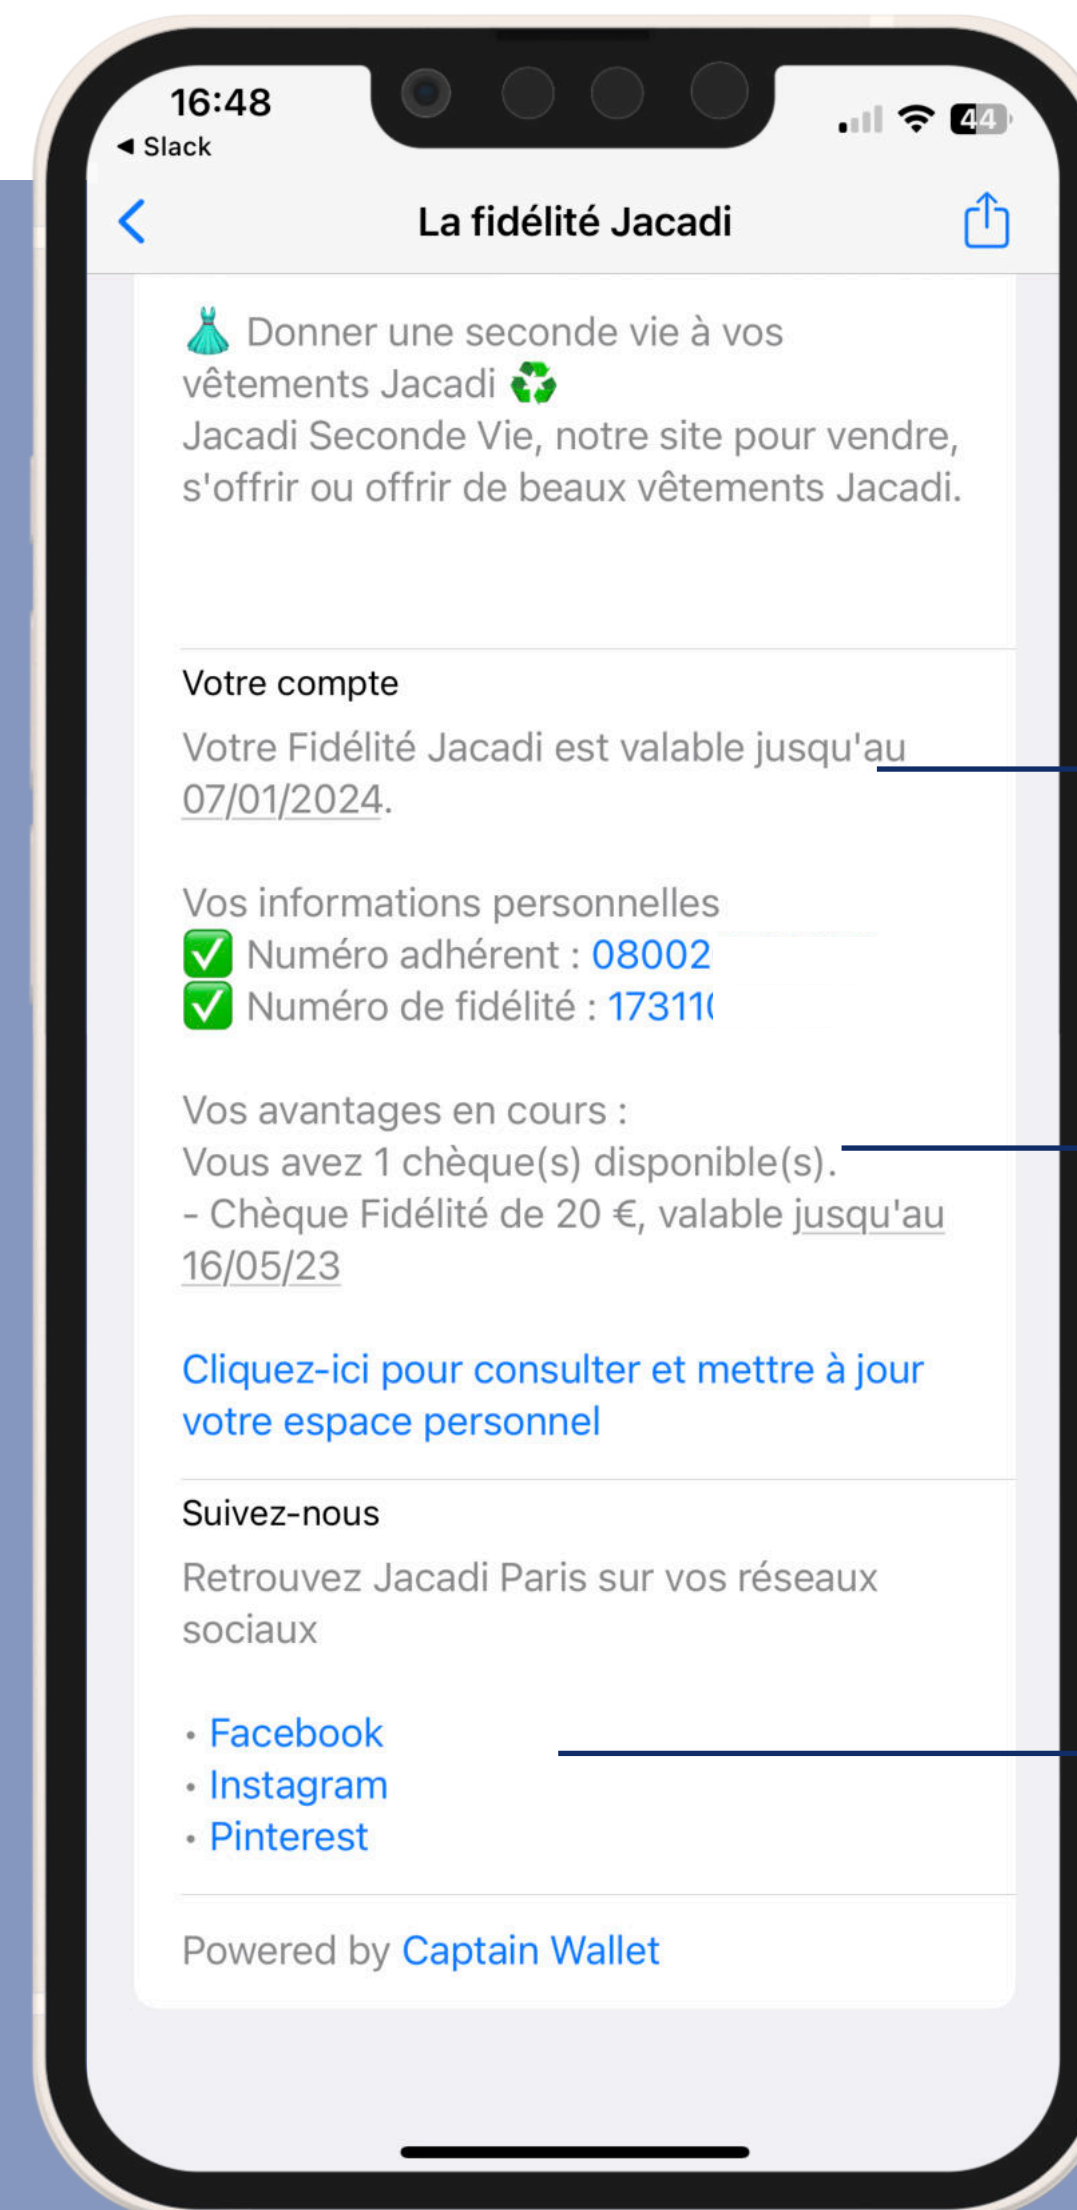 16:48
◀ Slack
44
La fidélité Jacadi
👗 Donner une seconde vie à vos
vêtements Jacadi ♻️
Jacadi Seconde Vie, notre site pour vendre,
s'offrir ou offrir de beaux vêtements Jacadi.
Votre compte
Votre Fidélité Jacadi est valable jusqu'au
07/01/2024.
Vos informations personnelles
✅ Numéro adhérent : 08002
✅ Numéro de fidélité : 17311
Vos avantages en cours :
Vous avez 1 chèque(s) disponible(s).
- Chèque Fidélité de 20 €, valable jusqu'au
16/05/23
Cliquez-ici pour consulter et mettre à jour
votre espace personnel
Suivez-nous
Retrouvez Jacadi Paris sur vos réseaux
sociaux
• Facebook
• Instagram
• Pinterest
Powered by Captain Wallet